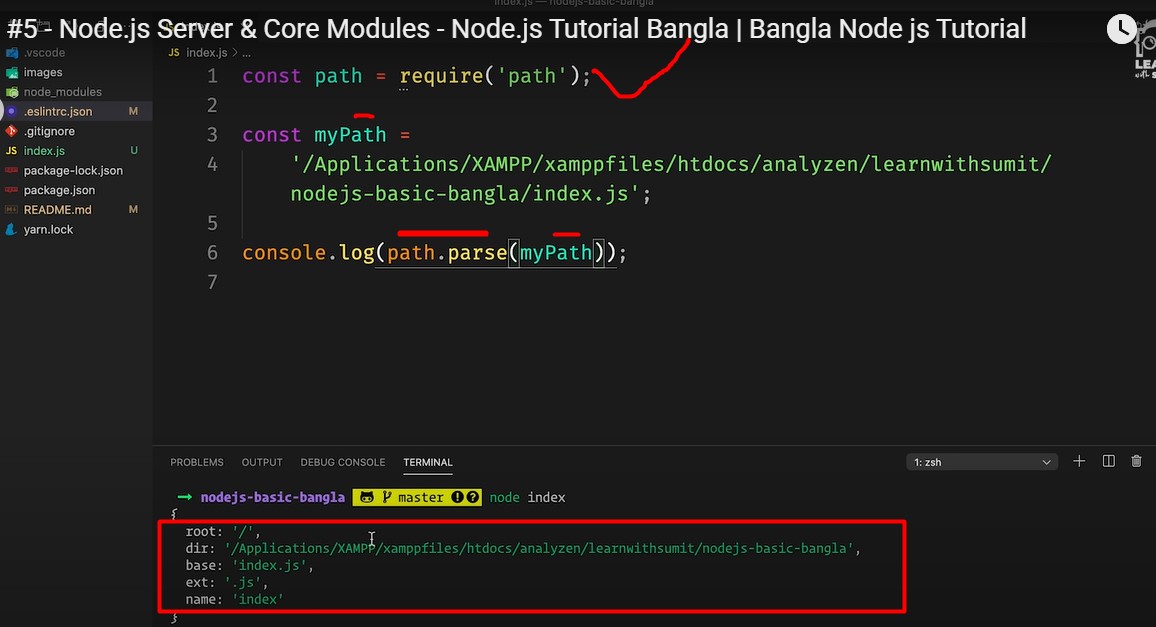 index.js — nodejs-basic-bangla
#5 - Node.js Server & Core Modules - Node.js Tutorial Bangla | Bangla Node js Tutorial
JS index.js > ...
.vscode
images
node_modules
.eslintrc.json M
.gitignore
JS index.js U
package-lock.json
package.json
README.md M
yarn.lock
1 const path = require('path');
2
3 const myPath =
4 '/Applications/XAMPP/xamppfiles/htdocs/analyzen/learnwithsumit/
nodejs-basic-bangla/index.js';
5
6 console.log(path.parse(myPath));
7
PROBLEMS OUTPUT DEBUG CONSOLE TERMINAL 1: zsh
→ nodejs-basic-bangla master node index
{
root: '/',
dir: '/Applications/XAMPP/xamppfiles/htdocs/analyzen/learnwithsumit/nodejs-basic-bangla',
base: 'index.js',
ext: '.js',
name: 'index'
}